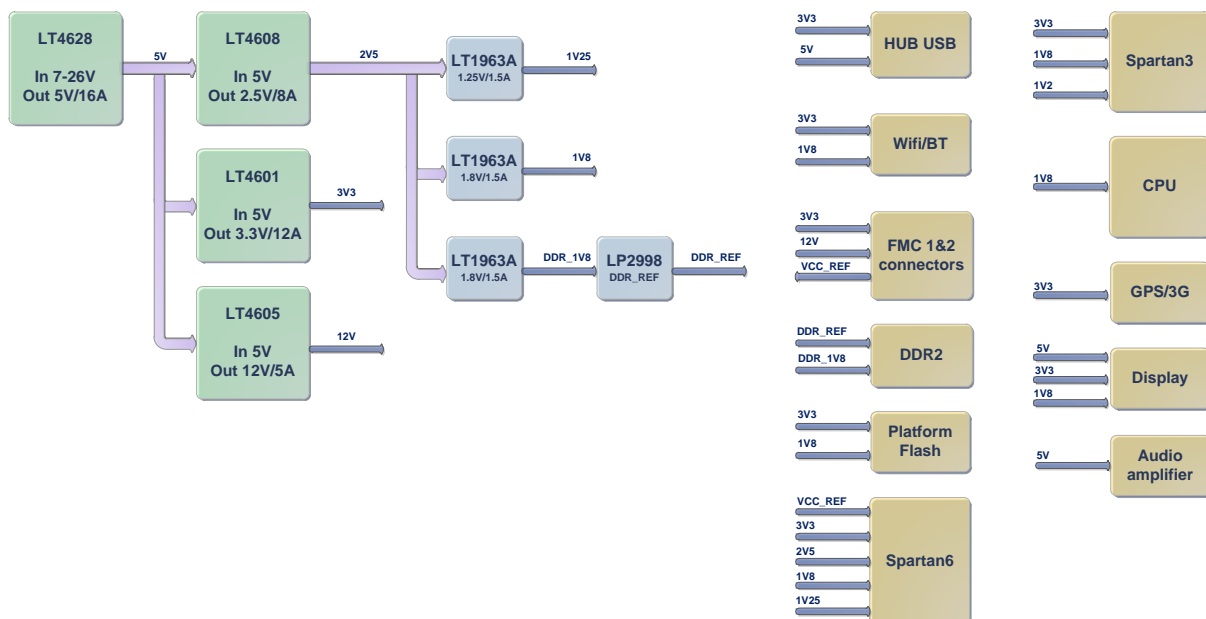 LT4628
In 7-26V
Out 5V/16A
5V
LT4608
In 5V
Out 2.5V/8A
2V5
LT1963A
1.25V/1.5A
1V25
LT1963A
1.8V/1.5A
1V8
LT4601
In 5V
Out 3.3V/12A
3V3
LT1963A
1.8V/1.5A
DDR_1V8
LP2998
DDR_REF
DDR_REF
LT4605
In 5V
Out 12V/5A
12V
3V3
5V
HUB USB
3V3
1V8
Wifi/BT
3V3
12V
VCC_REF
FMC 1&2
connectors
DDR_REF
DDR_1V8
DDR2
3V3
1V8
Platform
Flash
VCC_REF
3V3
2V5
1V8
1V25
Spartan6
3V3
1V8
1V2
Spartan3
1V8
CPU
3V3
GPS/3G
5V
3V3
1V8
Display
5V
Audio
amplifier